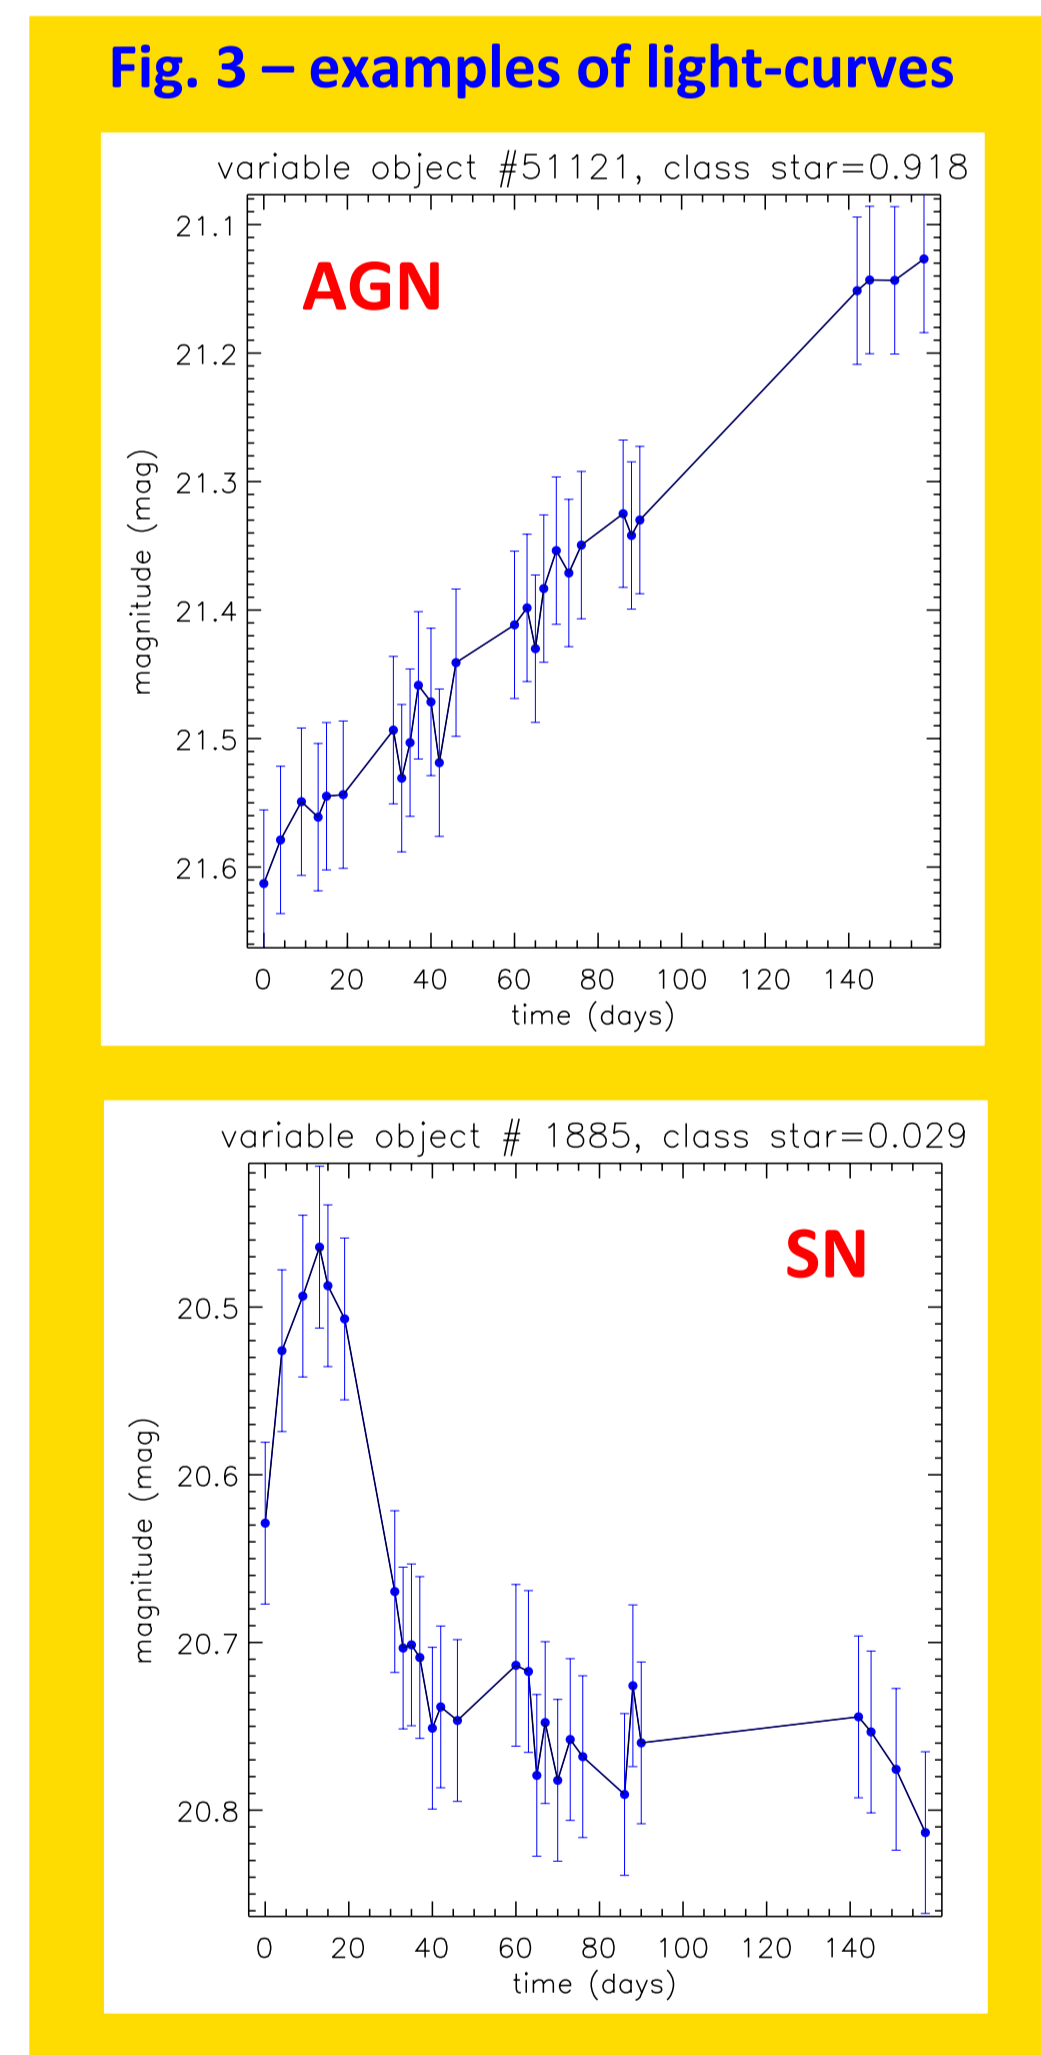 Fig. 3 – examples of light-curves
variable object #51121, class star=0.918
AGN
magnitude (mag)
21.1
21.2
21.3
21.4
21.5
21.6
0 20 40 60 80 100 120 140
time (days)
variable object # 1885, class star=0.029
SN
magnitude (mag)
20.5
20.6
20.7
20.8
0 20 40 60 80 100 120 140
time (days)